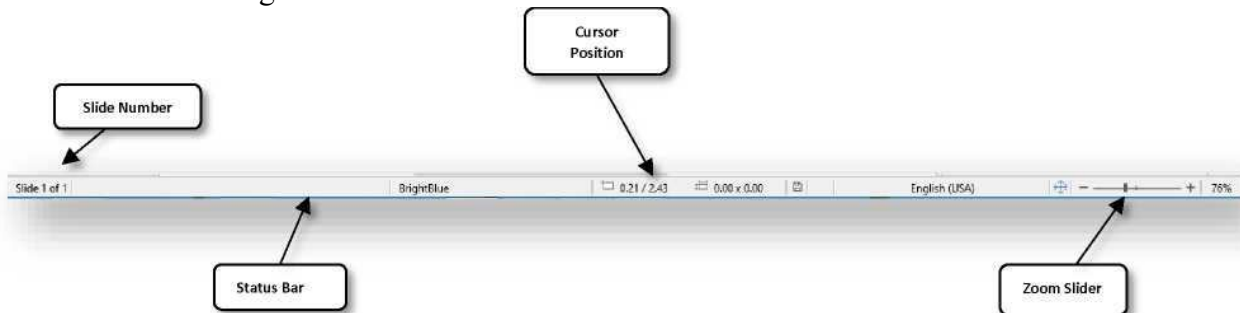 Cursor
Position
Slide Number
Slide 1 of 1 BrightBlue 0.21 / 2.43 0.00 x 0.00 English (USA) 76%
Status Bar
Zoom Slider